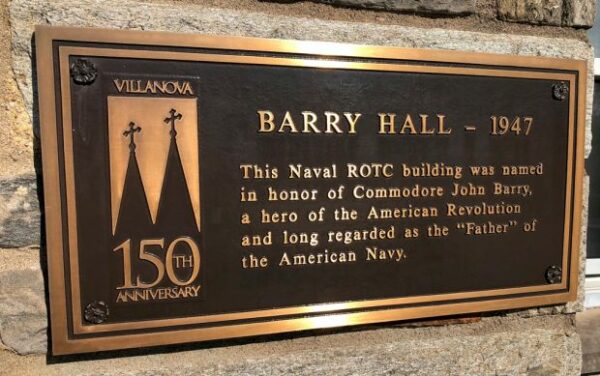 VILLANOVA
150TH
ANNIVERSARY
BARRY HALL – 1947
This Naval ROTC building was named
in honor of Commodore John Barry,
a hero of the American Revolution
and long regarded as the "Father" of
the American Navy.